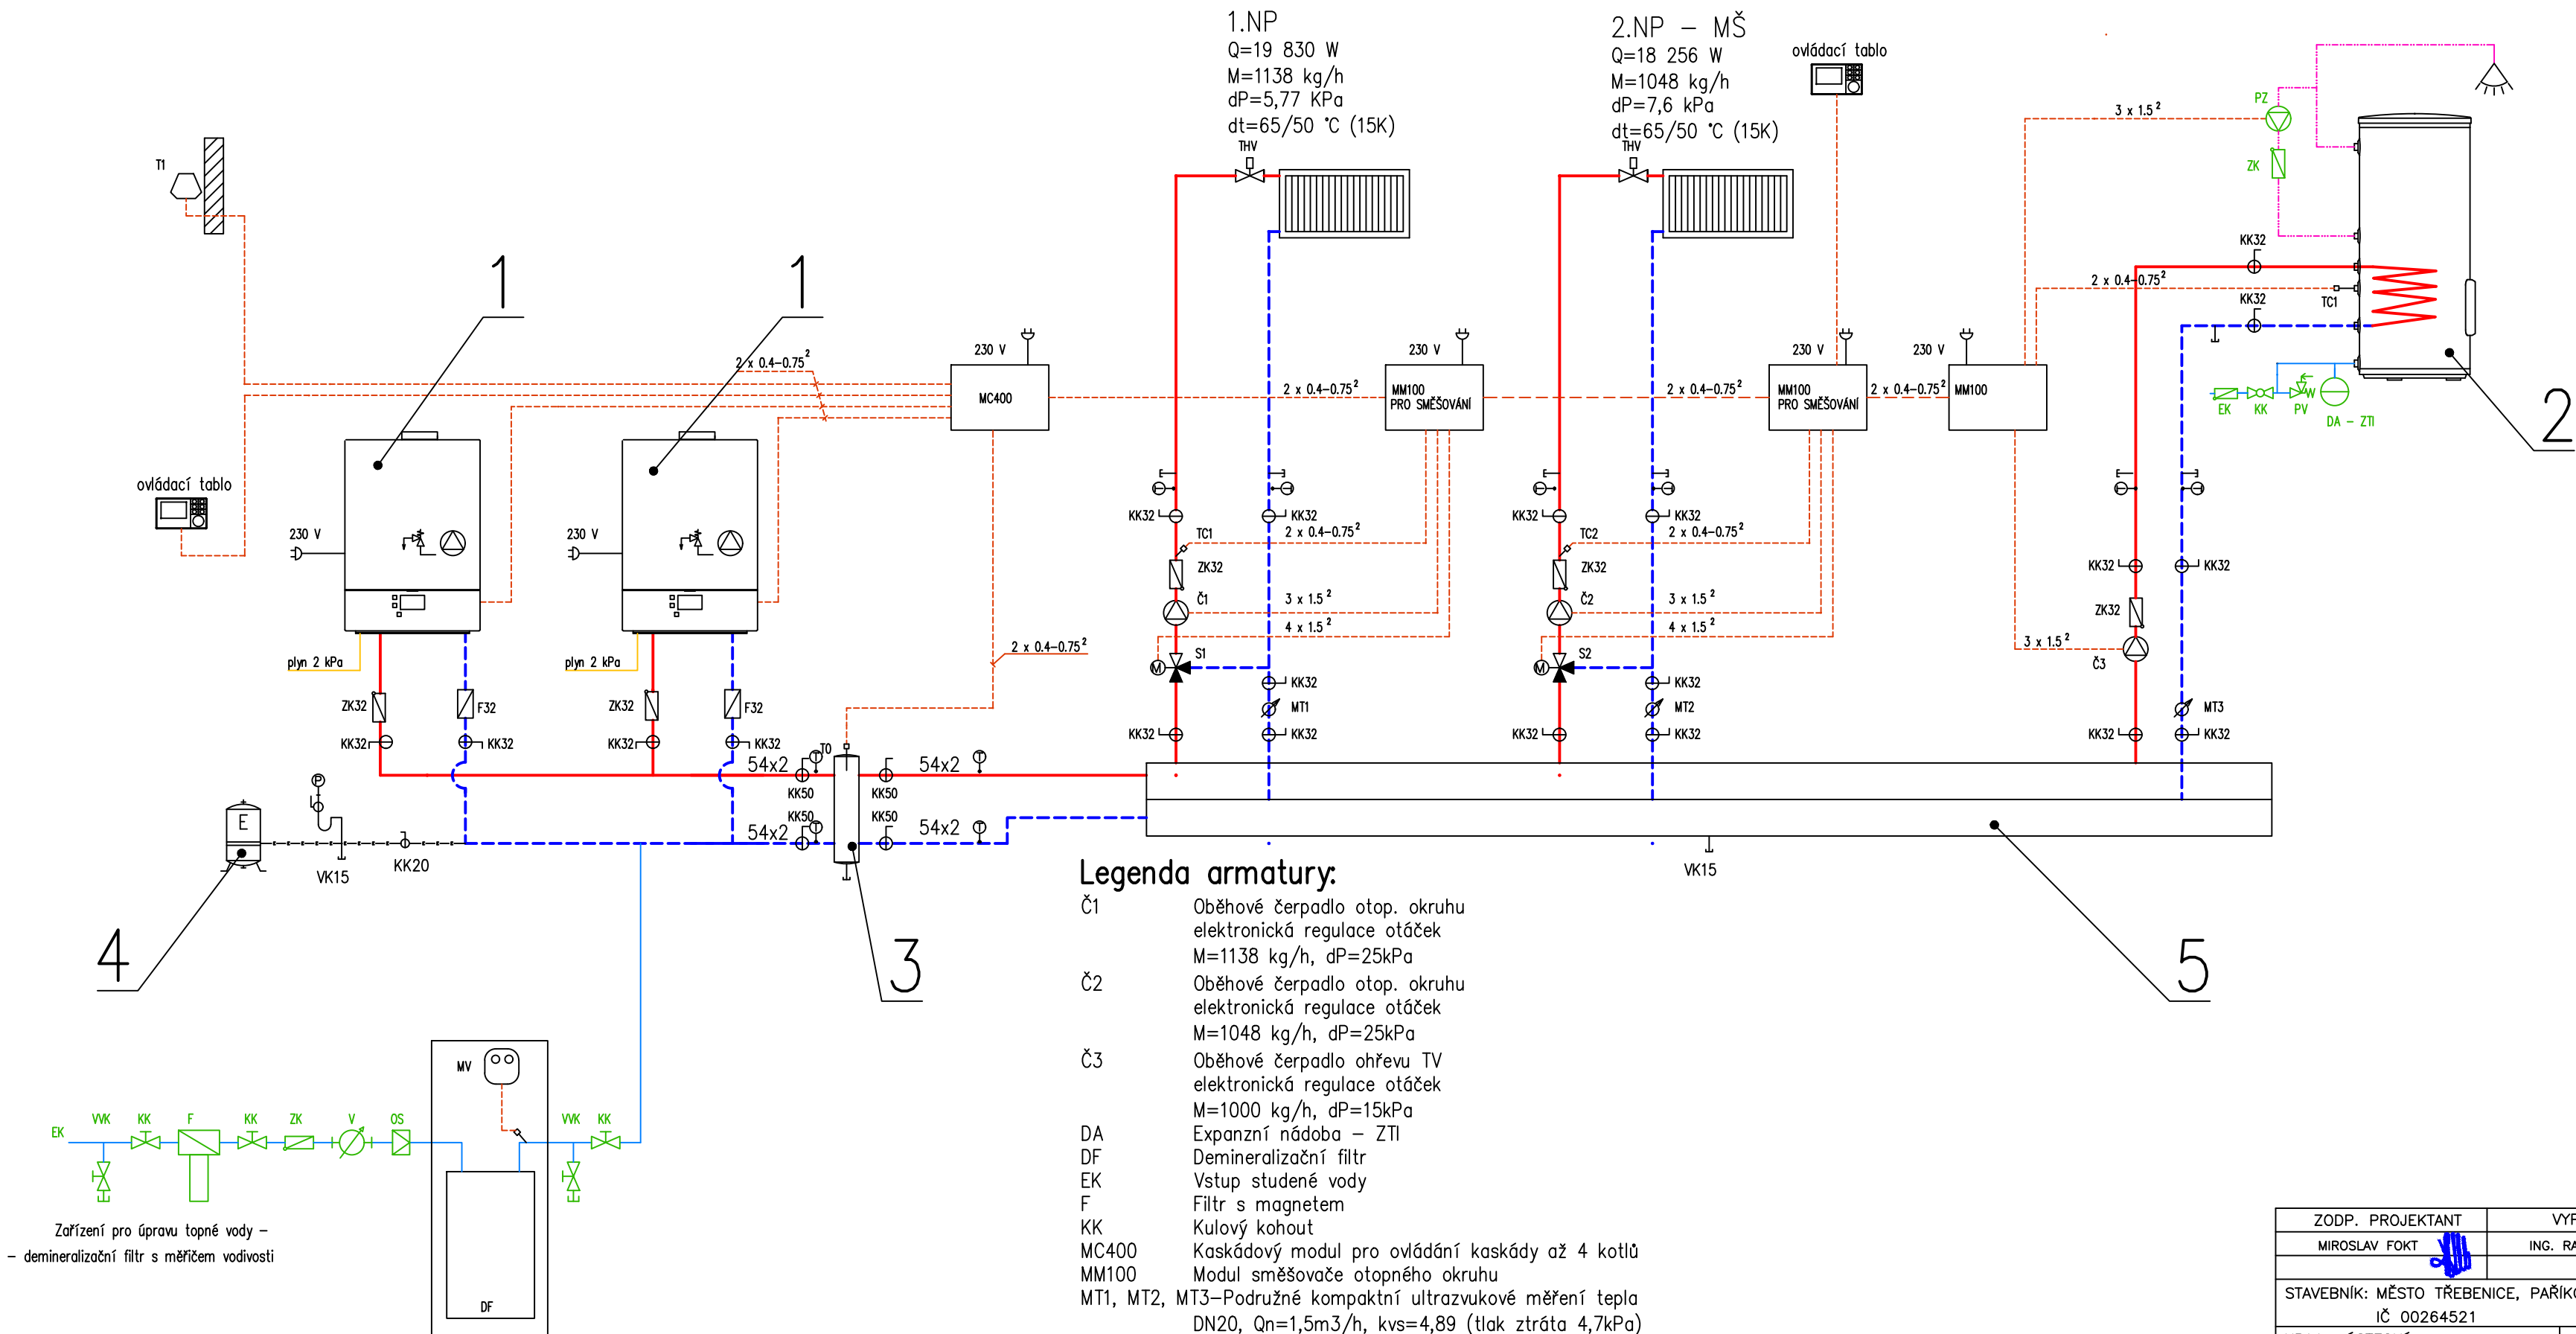 1.NP
Q=19 830 W
M=1138 kg/h
dP=5,77 KPa
dt=65/50 °C (15K)
THV
2.NP – MŠ
Q=18 256 W
M=1048 kg/h
dP=7,6 kPa
dt=65/50 °C (15K)
THV
ovládací tablo
3 x 1.5²
PZ
ZK
T1
1
1
KK32
2 x 0.4-0.75²
TC1
KK32
2
EK
KK
PV
DA – ZTI
2 x 0.4-0.75²
230 V
MC400
2 x 0.4-0.75²
230 V
MM100
PRO SMĚŠOVÁNÍ
2 x 0.4-0.75²
230 V
MM100
PRO SMĚŠOVÁNÍ
2 x 0.4-0.75²
230 V
MM100
ovládací tablo
230 V
230 V
KK32
KK32
TC1
2 x 0.4-0.75²
ZK32
Č1
3 x 1.5²
4 x 1.5²
M
S1
KK32
MT1
KK32
KK32
KK32
KK32
TC2
2 x 0.4-0.75²
ZK32
Č2
3 x 1.5²
4 x 1.5²
M
S2
KK32
MT2
KK32
KK32
KK32
KK32
ZK32
3 x 1.5²
Č3
MT3
KK32
KK32
plyn 2 kPa
plyn 2 kPa
2 x 0.4-0.75²
ZK32
F32
ZK32
F32
KK32
KK32
KK32
KK32
T0
54x2
T
T
54x2
KK50
KK50
P
E
KK50
KK50
54x2
T
T
54x2
VK15
KK20
VK15
4
3
5
Legenda armatury:
Č1 Oběhové čerpadlo otop. okruhu
elektronická regulace otáček
M=1138 kg/h, dP=25kPa
Č2 Oběhové čerpadlo otop. okruhu
elektronická regulace otáček
M=1048 kg/h, dP=25kPa
Č3 Oběhové čerpadlo ohřevu TV
elektronická regulace otáček
M=1000 kg/h, dP=15kPa
DA Expanzní nádoba – ZTI
DF Demineralizační filtr
EK Vstup studené vody
F Filtr s magnetem
KK Kulový kohout
MC400 Kaskádový modul pro ovládání kaskády až 4 kotlů
MM100 Modul směšovače otopného okruhu
MT1, MT2, MT3-Podružné kompaktní ultrazvukové měření tepla
DN20, Qn=1,5m3/h, kvs=4,89 (tlak ztráta 4,7kPa)
MV
EK
VVK
KK
F
KK
ZK
V
OS
VVK
KK
DF
Zařízení pro úpravu topné vody –
– demineralizační filtr s měřičem vodivosti
ZODP. PROJEKTANT
MIROSLAV FOKT
ING.
STAVEBNÍK: MĚSTO TŘEBENICE,
IČ 00264521